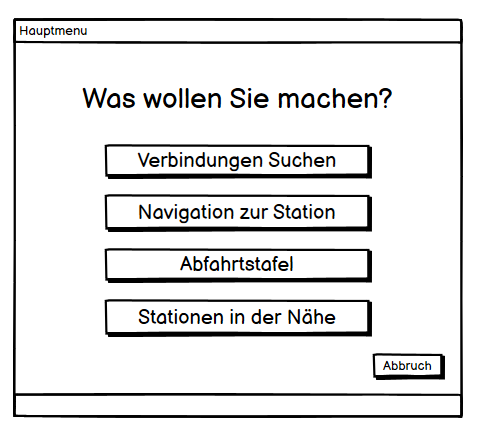 Hauptmenu
Was wollen Sie machen?
Verbindungen Suchen
Navigation zur Station
Abfahrtstafel
Stationen in der Nähe
Abbruch